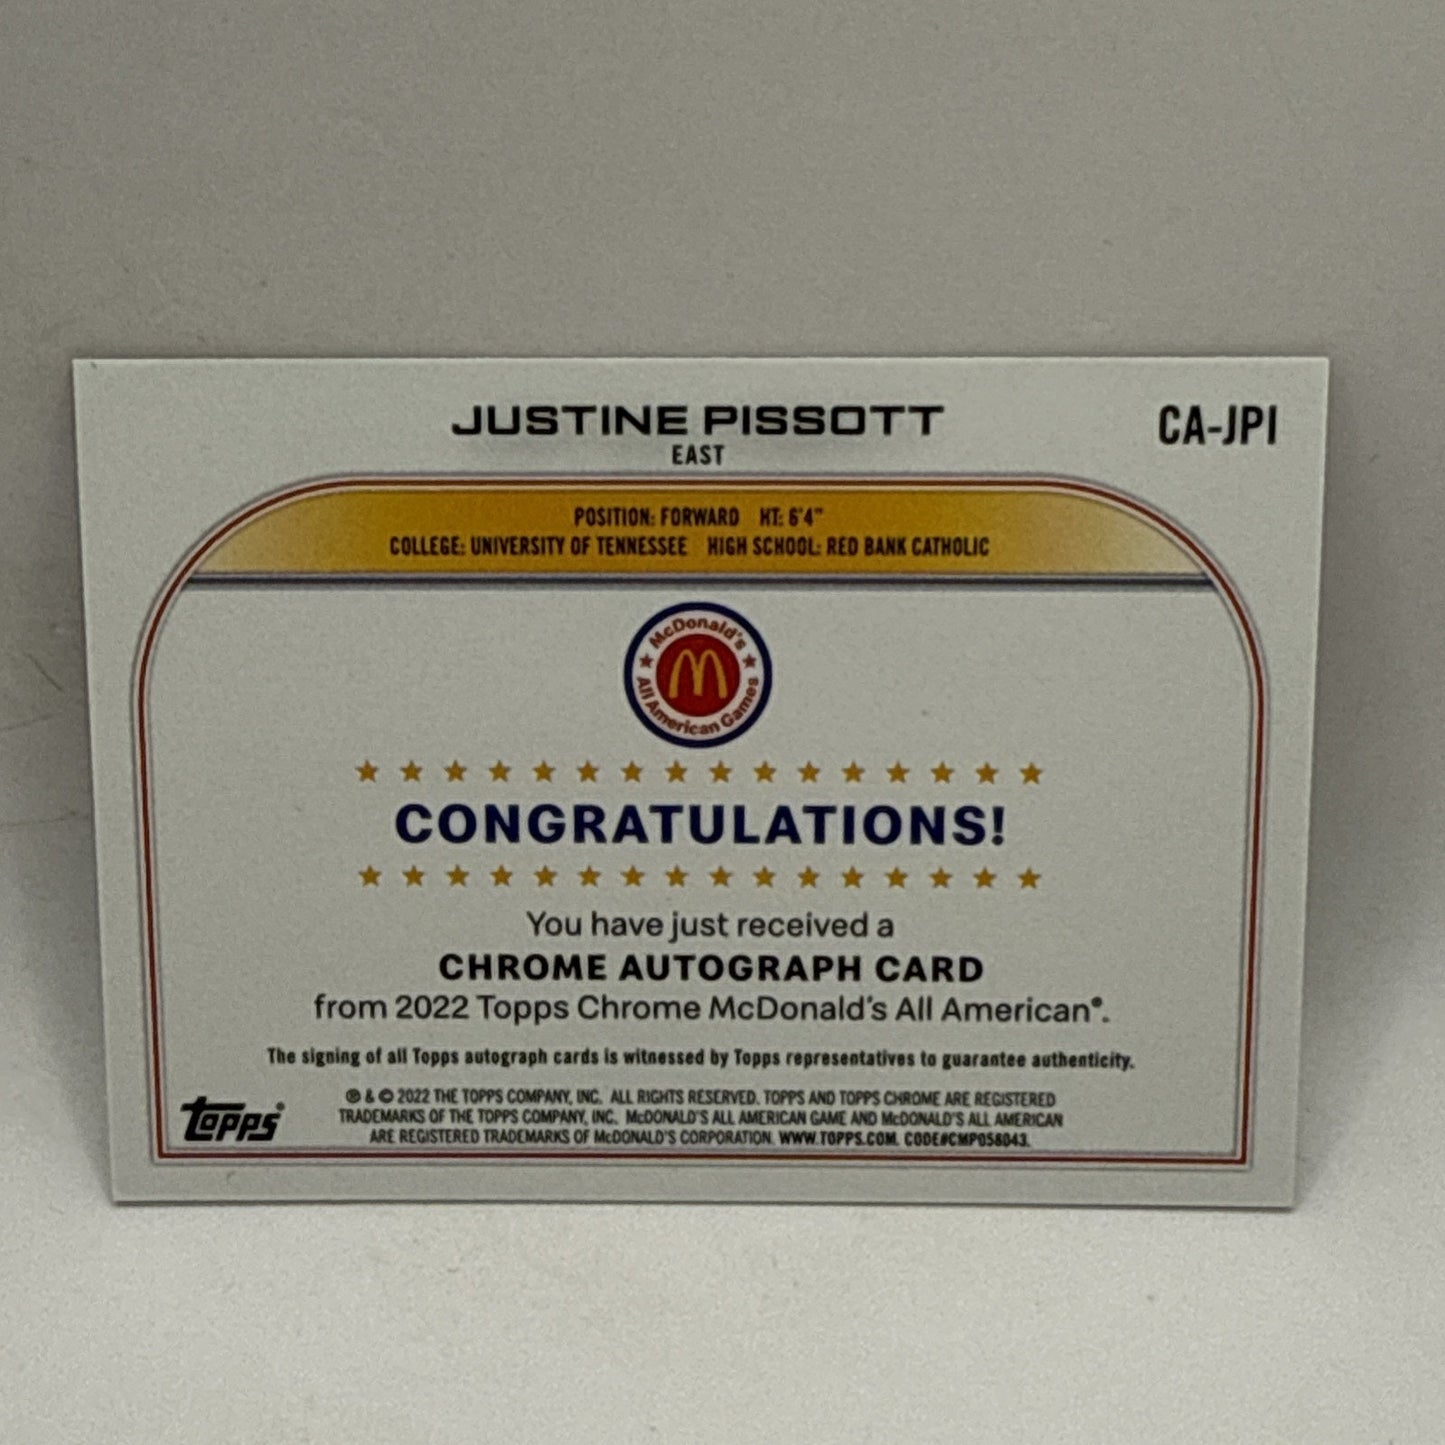 JUSTINE PISSOTT
CA-JPI
EAST
POSITION: FORWARD HT: 6'4"
COLLEGE: UNIVERSITY OF TENNESSEE HIGH SCHOOL: RED BANK CATHOLIC
McDonald's
All American Games
CONGRATULATIONS!
You have just received a
CHROME AUTOGRAPH CARD
from 2022 Topps Chrome McDonald's All American®.
The signing of all Topps autograph cards is witnessed by Topps representatives to guarantee authenticity.
® & © 2022 THE TOPPS COMPANY, INC. ALL RIGHTS RESERVED. TOPPS AND TOPPS CHROME ARE REGISTERED
TRADEMARKS OF THE TOPPS COMPANY, INC. McDONALD'S ALL AMERICAN GAME AND McDONALD'S ALL AMERICAN
ARE REGISTERED TRADEMARKS OF McDONALD'S CORPORATION. WWW.TOPPS.COM. CODE#CMP058043.
topps®